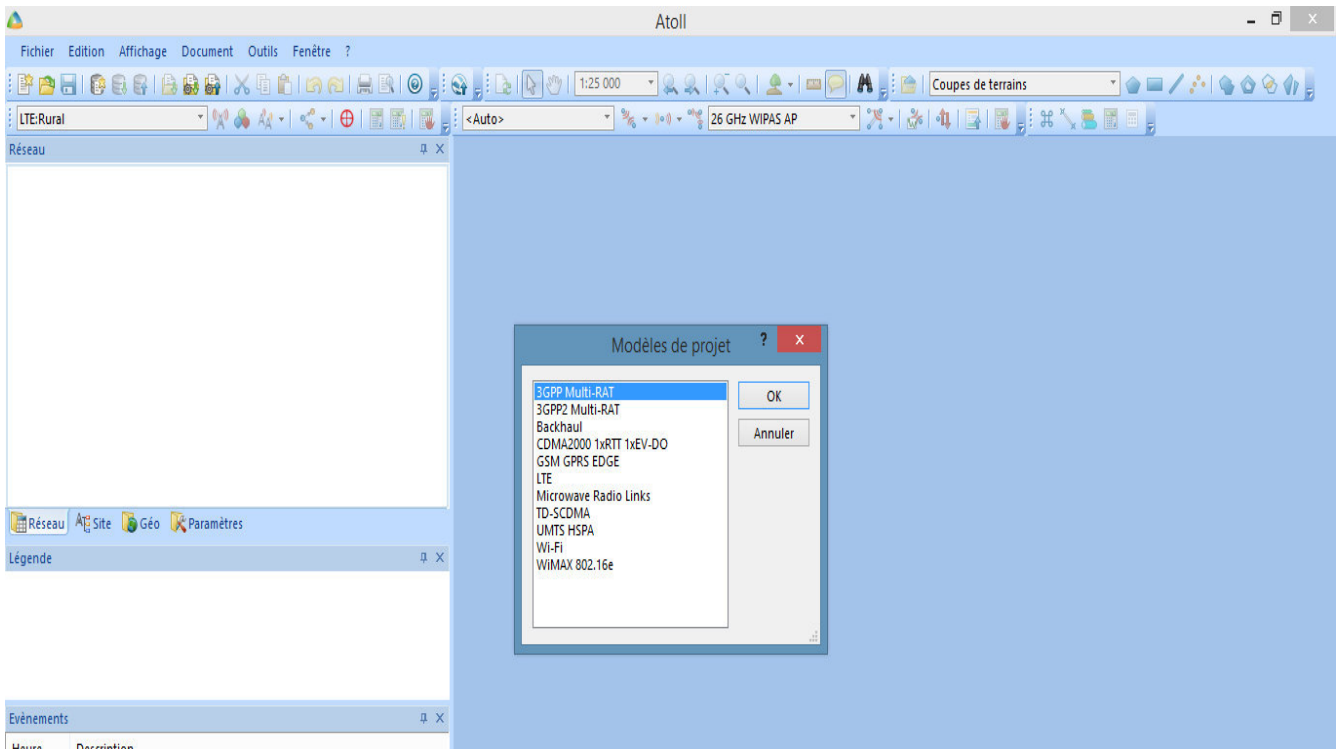 Atoll
Fichier Edition Affichage Document Outils Fenêtre ?
1:25 000 Coupes de terrains
LTE:Rural <Auto> 26 GHz WIPAS AP
Réseau
Modèles de projet ? x
3GPP Multi-RAT
3GPP2 Multi-RAT
Backhaul
CDMA2000 1xRTT 1xEV-DO
GSM GPRS EDGE
LTE
Microwave Radio Links
TD-SCDMA
UMTS HSPA
Wi-Fi
WiMAX 802.16e
OK
Annuler
Réseau Site Géo Paramètres
Légende
Evènements
Heure Description